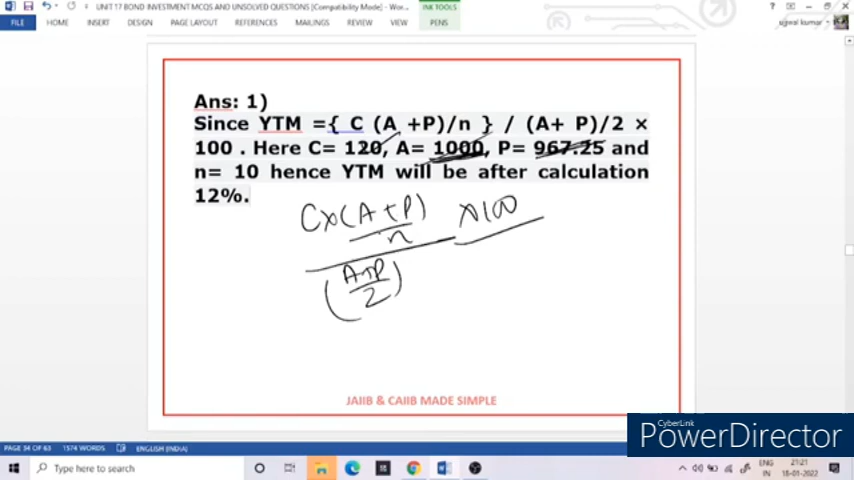 UNIT 17 BOND INVESTMENT MCQS AND UNSOLVED QUESTIONS [Compatibility Mode] - Wor...
INK TOOLS
FILE HOME INSERT DESIGN PAGE LAYOUT REFERENCES MAILINGS REVIEW VIEW PENS
ujjwal kumar
Ans: 1)
Since YTM ={ C (A +P)/n } / (A+ P)/2 ×
100 . Here C= 120, A= 1000, P= 967.25 and
n= 10 hence YTM will be after calculation
12%.
C×(A+P) ×100
n
(A+P)
2
JAIIB & CAIIB MADE SIMPLE
CyberLink
PowerDirector
PAGE 54 OF 63 1574 WORDS ENGLISH (INDIA)
Type here to search
ENG 21:21
IN 18-01-2022